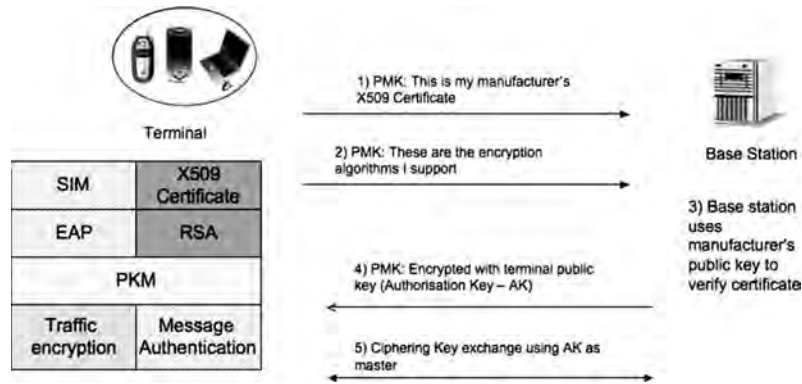 1) PMK: This is my manufacturer's
X509 Certificate
Terminal
2) PMK: These are the encryption
algorithms I support
Base Station
SIM
X509
Certificate
EAP
RSA
PKM
Traffic
encryption
Message
Authentication
3) Base station
uses
manufacturer's
public key to
verify certificate
4) PMK: Encrypted with terminal public
key (Authorisation Key – AK)
5) Ciphering Key exchange using AK as
master